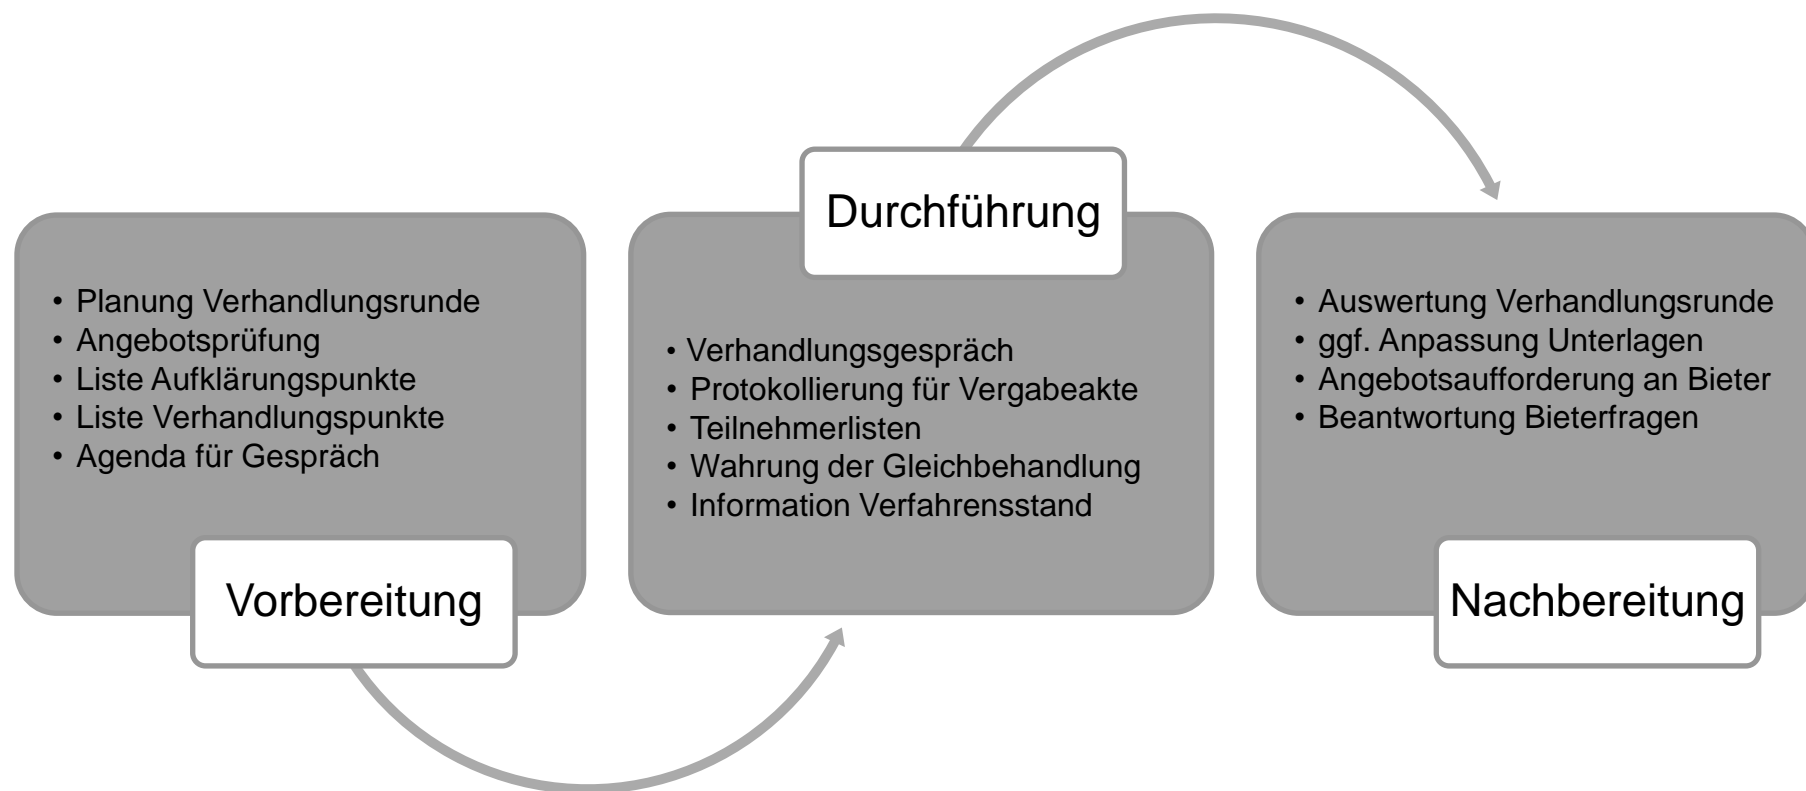 • Planung Verhandlungsrunde
• Angebotsprüfung
• Liste Aufklärungspunkte
• Liste Verhandlungspunkte
• Agenda für Gespräch
Vorbereitung
Durchführung
• Verhandlungsgespräch
• Protokollierung für Vergabeakte
• Teilnehmerlisten
• Wahrung der Gleichbehandlung
• Information Verfahrensstand
• Auswertung Verhandlungsrunde
• ggf. Anpassung Unterlagen
• Angebotsaufforderung an Bieter
• Beantwortung Bieterfragen
Nachbereitung